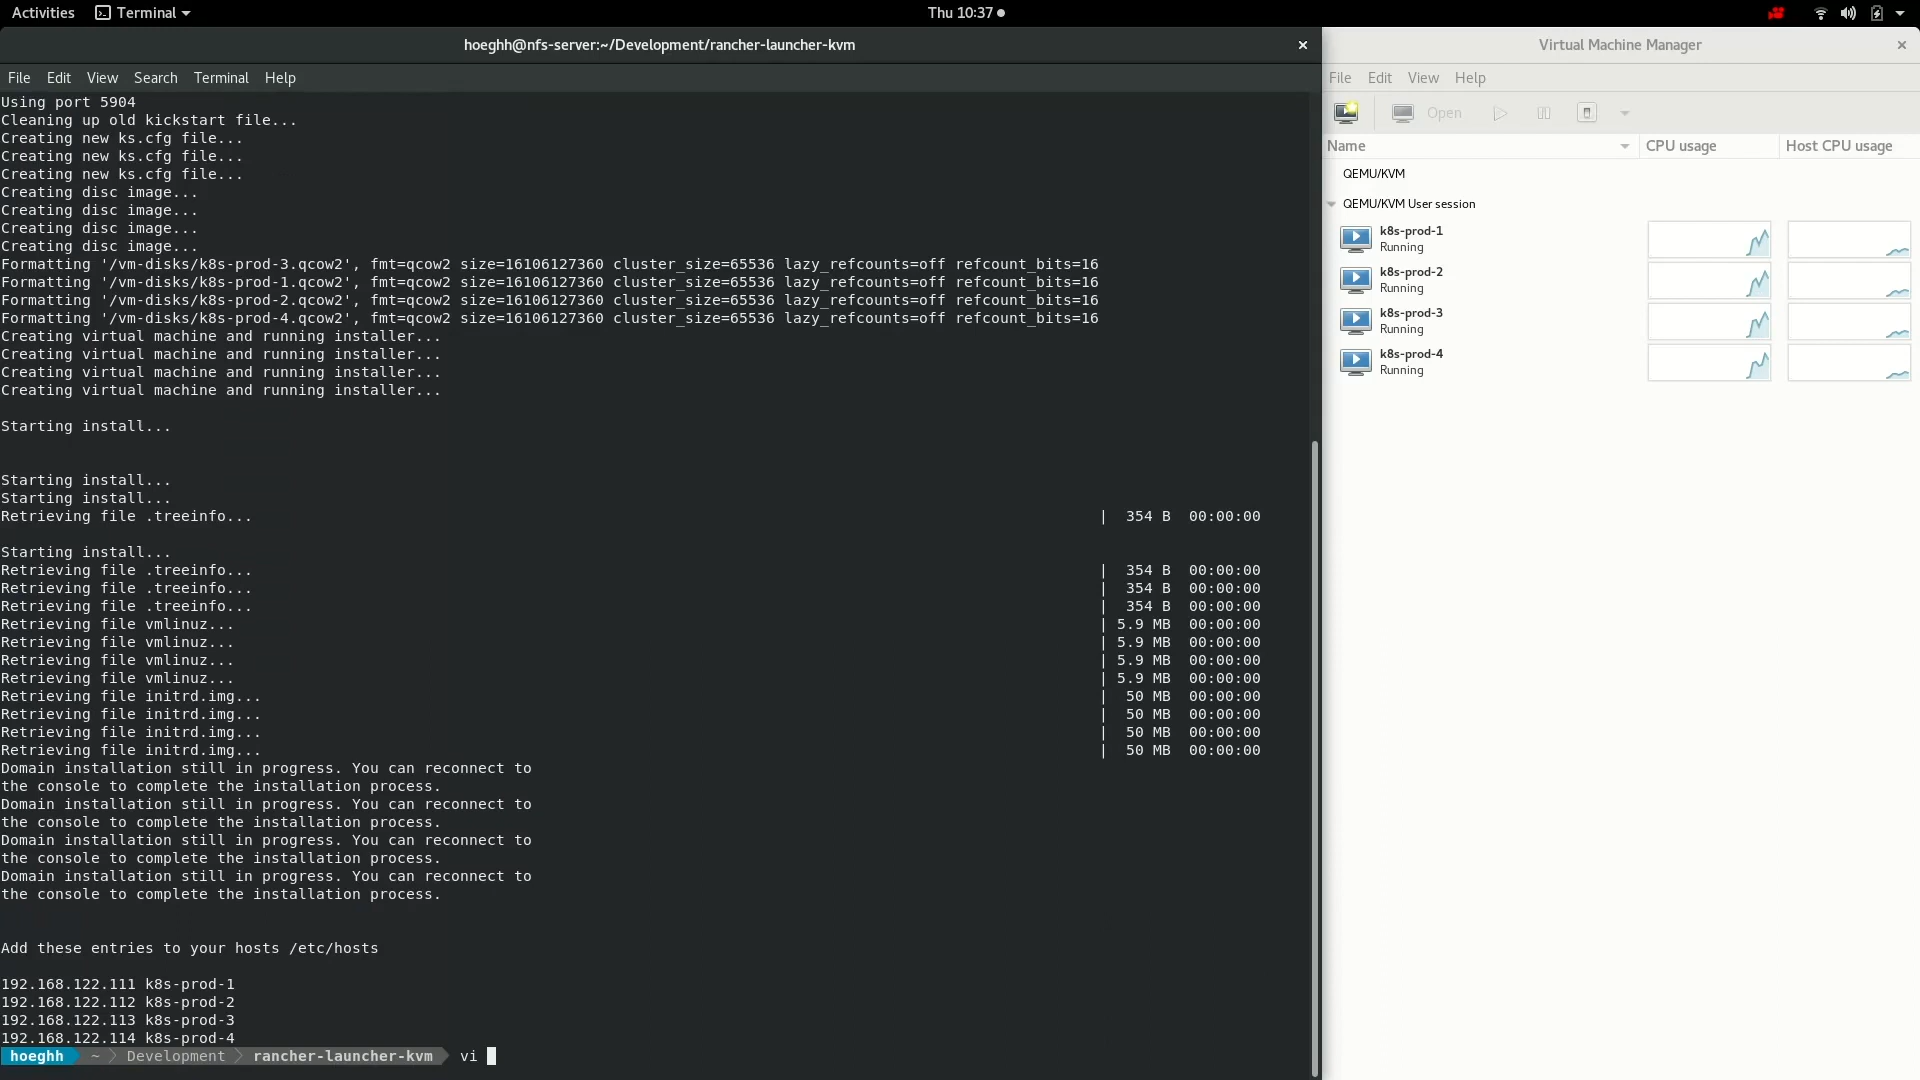 Activities Terminal Thu 10:37
hoeghh@nfs-server:~/Development/rancher-launcher-kvm
File Edit View Search Terminal Help
Using port 5904
Cleaning up old kickstart file...
Creating new ks.cfg file...
Creating new ks.cfg file...
Creating new ks.cfg file...
Creating disc image...
Creating disc image...
Creating disc image...
Creating disc image...
Formatting '/vm-disks/k8s-prod-3.qcow2', fmt=qcow2 size=16106127360 cluster_size=65536 lazy_refcounts=off refcount_bits=16
Formatting '/vm-disks/k8s-prod-1.qcow2', fmt=qcow2 size=16106127360 cluster_size=65536 lazy_refcounts=off refcount_bits=16
Formatting '/vm-disks/k8s-prod-2.qcow2', fmt=qcow2 size=16106127360 cluster_size=65536 lazy_refcounts=off refcount_bits=16
Formatting '/vm-disks/k8s-prod-4.qcow2', fmt=qcow2 size=16106127360 cluster_size=65536 lazy_refcounts=off refcount_bits=16
Creating virtual machine and running installer...
Creating virtual machine and running installer...
Creating virtual machine and running installer...
Creating virtual machine and running installer...
Starting install...
Starting install...
Starting install...
Retrieving file .treeinfo... | 354 B 00:00:00
Starting install...
Retrieving file .treeinfo... | 354 B 00:00:00
Retrieving file .treeinfo... | 354 B 00:00:00
Retrieving file .treeinfo... | 354 B 00:00:00
Retrieving file vmlinuz... | 5.9 MB 00:00:00
Retrieving file vmlinuz... | 5.9 MB 00:00:00
Retrieving file vmlinuz... | 5.9 MB 00:00:00
Retrieving file vmlinuz... | 5.9 MB 00:00:00
Retrieving file initrd.img... | 50 MB 00:00:00
Retrieving file initrd.img... | 50 MB 00:00:00
Retrieving file initrd.img... | 50 MB 00:00:00
Retrieving file initrd.img... | 50 MB 00:00:00
Domain installation still in progress. You can reconnect to
the console to complete the installation process.
Domain installation still in progress. You can reconnect to
the console to complete the installation process.
Domain installation still in progress. You can reconnect to
the console to complete the installation process.
Domain installation still in progress. You can reconnect to
the console to complete the installation process.
Add these entries to your hosts /etc/hosts
192.168.122.111 k8s-prod-1
192.168.122.112 k8s-prod-2
192.168.122.113 k8s-prod-3
192.168.122.114 k8s-prod-4
hoeghh ~ Development rancher-launcher-kvm vi
Virtual Machine Manager
File Edit View Help
Open
Name CPU usage Host CPU usage
QEMU/KVM
QEMU/KVM User session
k8s-prod-1
Running
k8s-prod-2
Running
k8s-prod-3
Running
k8s-prod-4
Running